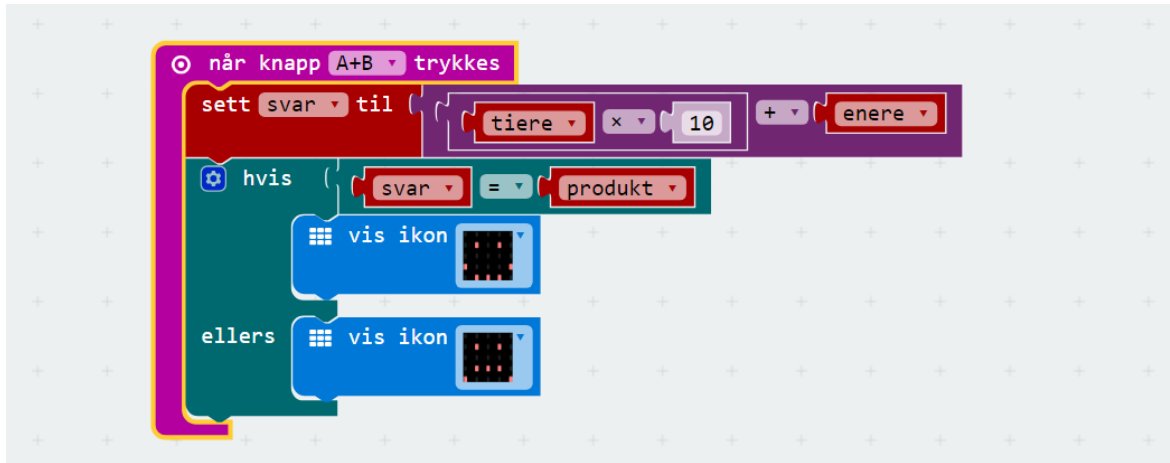 når knapp A+B trykkes
sett svar til tiere × 10 + enere
hvis svar = produkt
vis ikon
ellers vis ikon